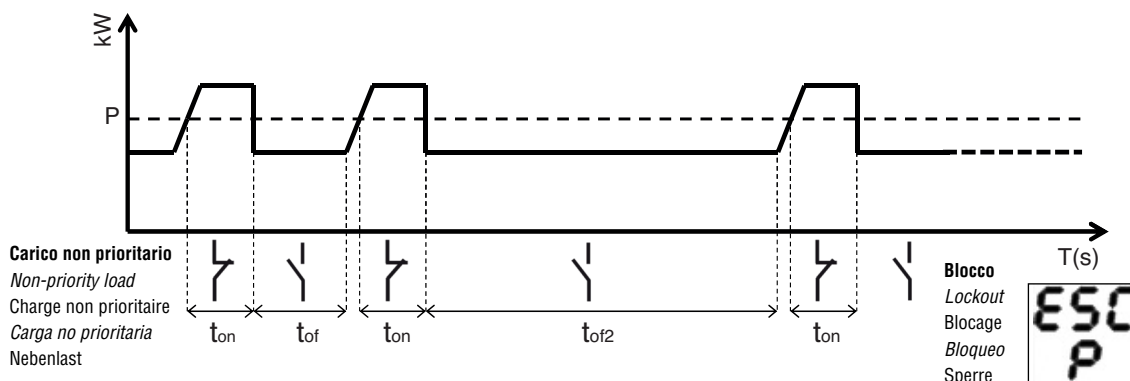 kW
P
T(s)
Carico non prioritario
Non-priority load
Charge non prioritaire
Carga no prioritaria
Nebenlast
ton
tof
ton
tof2
ton
Blocco
Lockout
Blocage
Bloqueo
Sperre
ESC
P